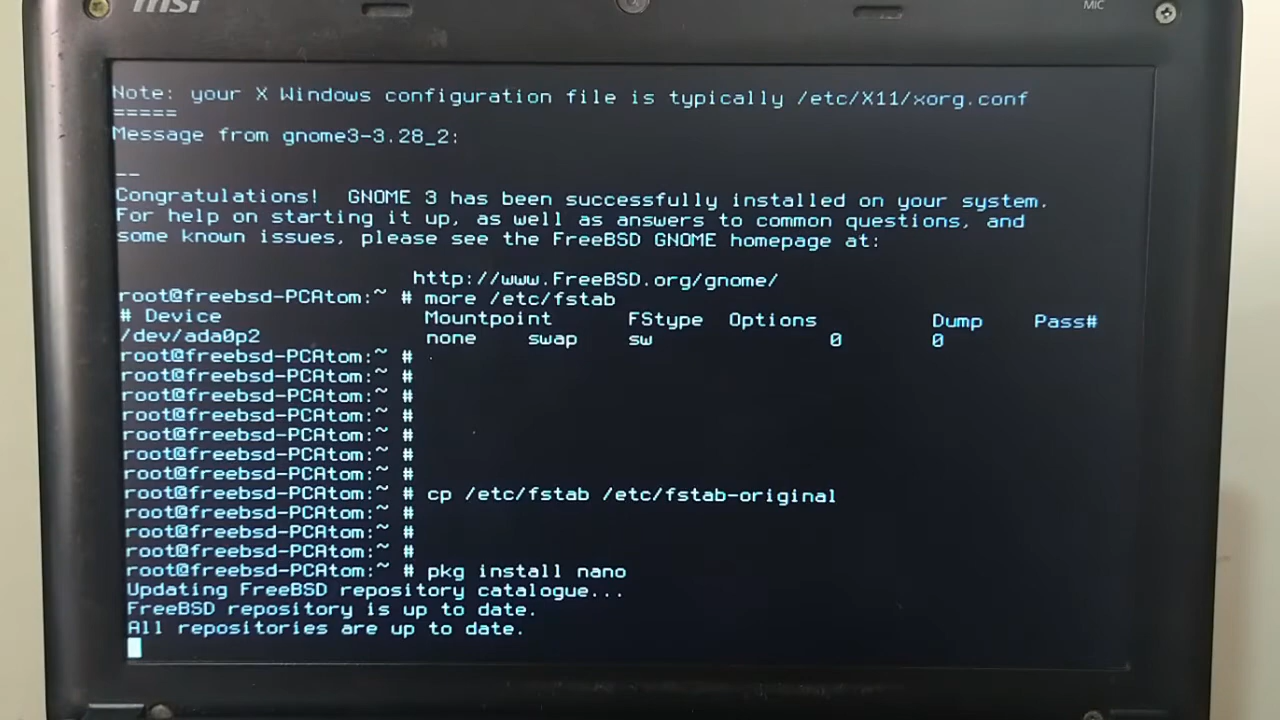 msi
MIC
Note: your X Windows configuration file is typically /etc/X11/xorg.conf
=====
Message from gnome3-3.28_2:
--
Congratulations!  GNOME 3 has been successfully installed on your system.
For help on starting it up, as well as answers to common questions, and
some known issues, please see the FreeBSD GNOME homepage at:
http://www.FreeBSD.org/gnome/
root@freebsd-PCAtom:~ # more /etc/fstab
# Device Mountpoint FStype Options Dump Pass#
/dev/ada0p2 none swap sw 0 0
root@freebsd-PCAtom:~ #
root@freebsd-PCAtom:~ #
root@freebsd-PCAtom:~ #
root@freebsd-PCAtom:~ #
root@freebsd-PCAtom:~ #
root@freebsd-PCAtom:~ #
root@freebsd-PCAtom:~ #
root@freebsd-PCAtom:~ # cp /etc/fstab /etc/fstab-original
root@freebsd-PCAtom:~ #
root@freebsd-PCAtom:~ #
root@freebsd-PCAtom:~ #
root@freebsd-PCAtom:~ # pkg install nano
Updating FreeBSD repository catalogue...
FreeBSD repository is up to date.
All repositories are up to date.